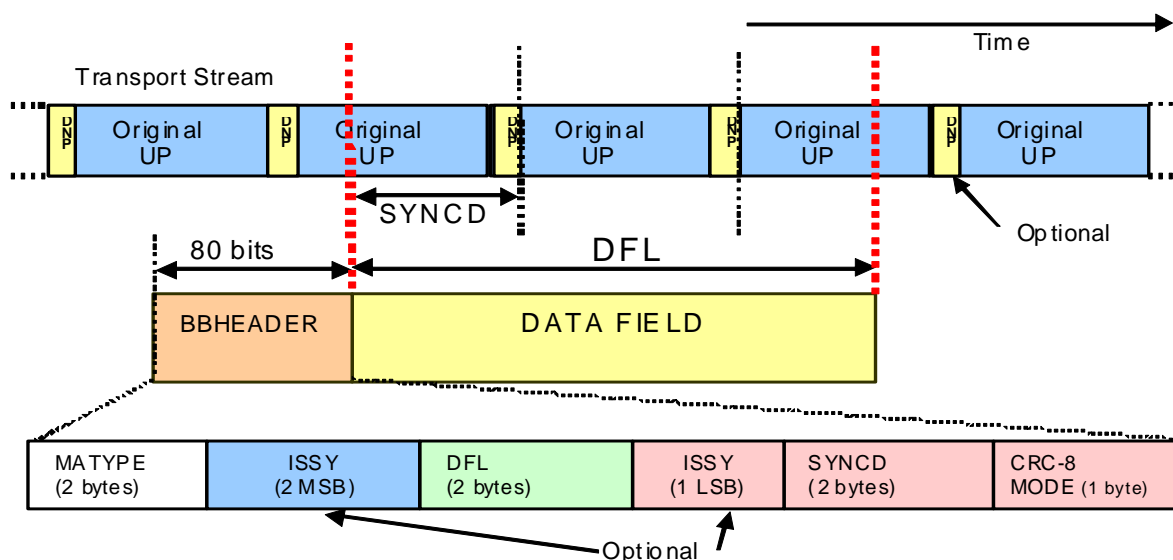 Time
Transport Stream
DNP
Original
UP
DNP
Original
UP
DNP
Original
UP
DNP
Original
UP
DNP
Original
UP
SYNCD
Optional
80 bits
DFL
BBHEADER
DATA FIELD
MATYPE
(2 bytes)
ISSY
(2 MSB)
DFL
(2 bytes)
ISSY
(1 LSB)
SYNCD
(2 bytes)
CRC-8
MODE (1 byte)
Optional